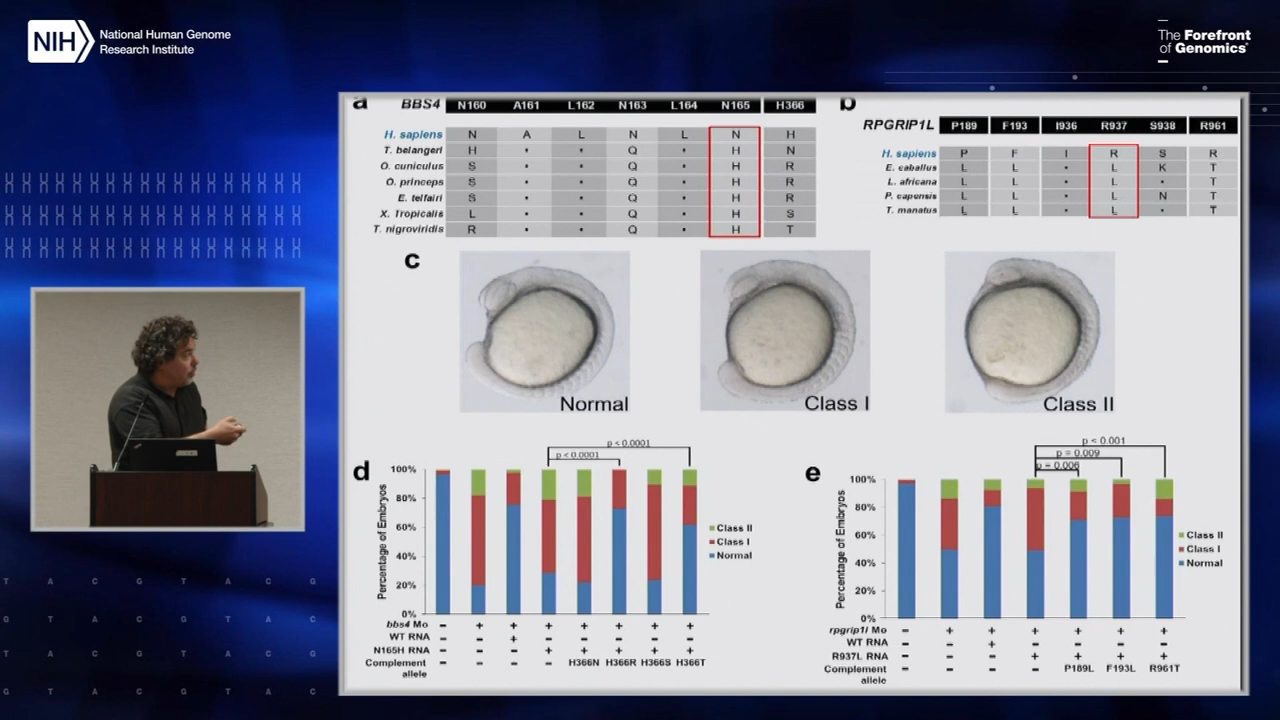 NIH
National Human Genome
Research Institute
The Forefront
of Genomics®
a BBS4 N160 A161 L162 N163 L164 N165 H366
H. sapiens N A L N L N H
T. belangeri H • • Q • H N
O. cuniculus S • • Q • H R
O. princeps S • • Q • H R
E. telfairi S • • Q • H R
X. Tropicalis L • • Q • H S
T. nigroviridis R • • Q • H T
b RPGRIP1L P189 F193 I936 R937 S938 R961
H. sapiens P F I R S R
E. caballus L L • L K T
L. africana L L • L • T
P. capensis L L • L N T
T. manatus L L • L • T
c
Normal
Class I
Class II
d
p < 0.0001
p < 0.0001
Percentage of Embryos
100%
80%
60%
40%
20%
0%
Class II
Class I
Normal
bbs4 Mo - + + + + + + +
WT RNA - - + - - - - -
N165H RNA - - - + + + + +
Complement allele - - - - H366N H366R H366S H366T
e
p < 0.001
p = 0.009
p = 0.006
Percentage of Embryos
100%
80%
60%
40%
20%
0%
Class II
Class I
Normal
rpgrip1l Mo - + + + + + +
WT RNA - - + - - - -
R937L RNA - - - + + + +
Complement allele - - - - P189L F193L R961T
T A C G T A C G
G T A C G T A C
T A C G T A C G
G T A C G T A C